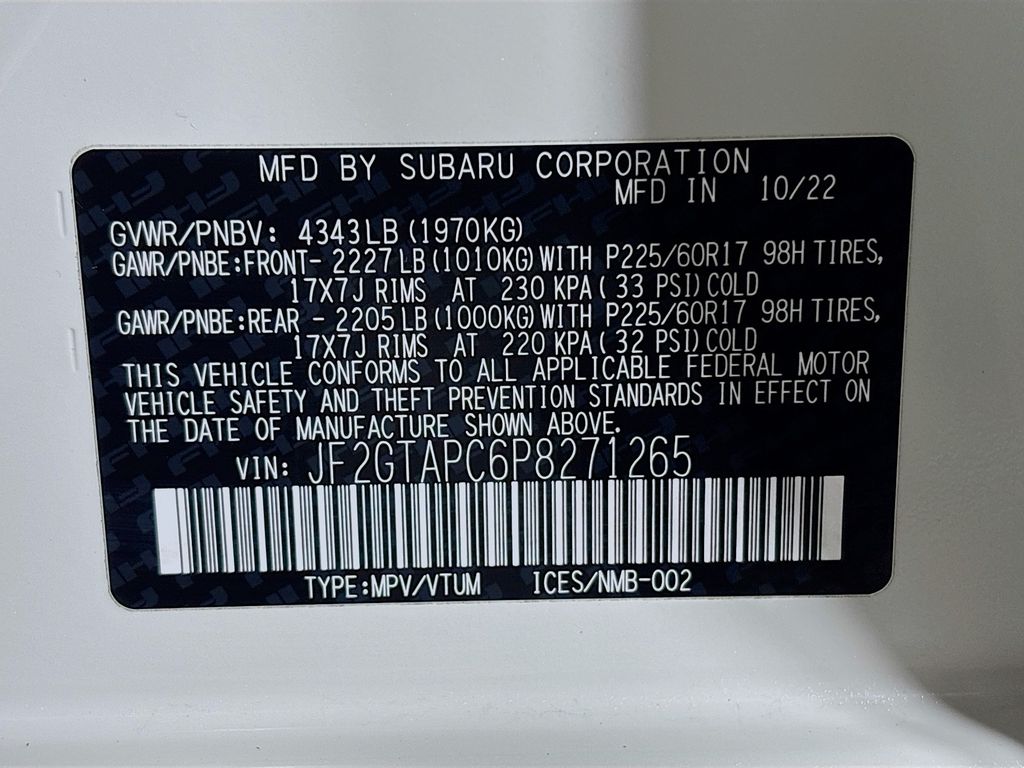 MFD BY SUBARU CORPORATION
MFD IN 10/22
GVWR/PNBV: 4343LB (1970KG)
GAWR/PNBE:FRONT- 2227LB(1010KG)WITH P225/60R17 98H TIRES,
17X7J RIMS AT 230 KPA( 33 PSI)COLD
GAWR/PNBE:REAR - 2205LB(1000KG)WITH P225/60R17 98H TIRES,
17X7J RIMS AT 220 KPA( 32 PSI)COLD
THIS VEHICLE CONFORMS TO ALL APPLICABLE FEDERAL MOTOR
VEHICLE SAFETY AND THEFT PREVENTION STANDARDS IN EFFECT ON
THE DATE OF MANUFACTURE SHOWN ABOVE.
VIN: JF2GTAPC6P8271265
TYPE:MPV/VTUM ICES/NMB-002